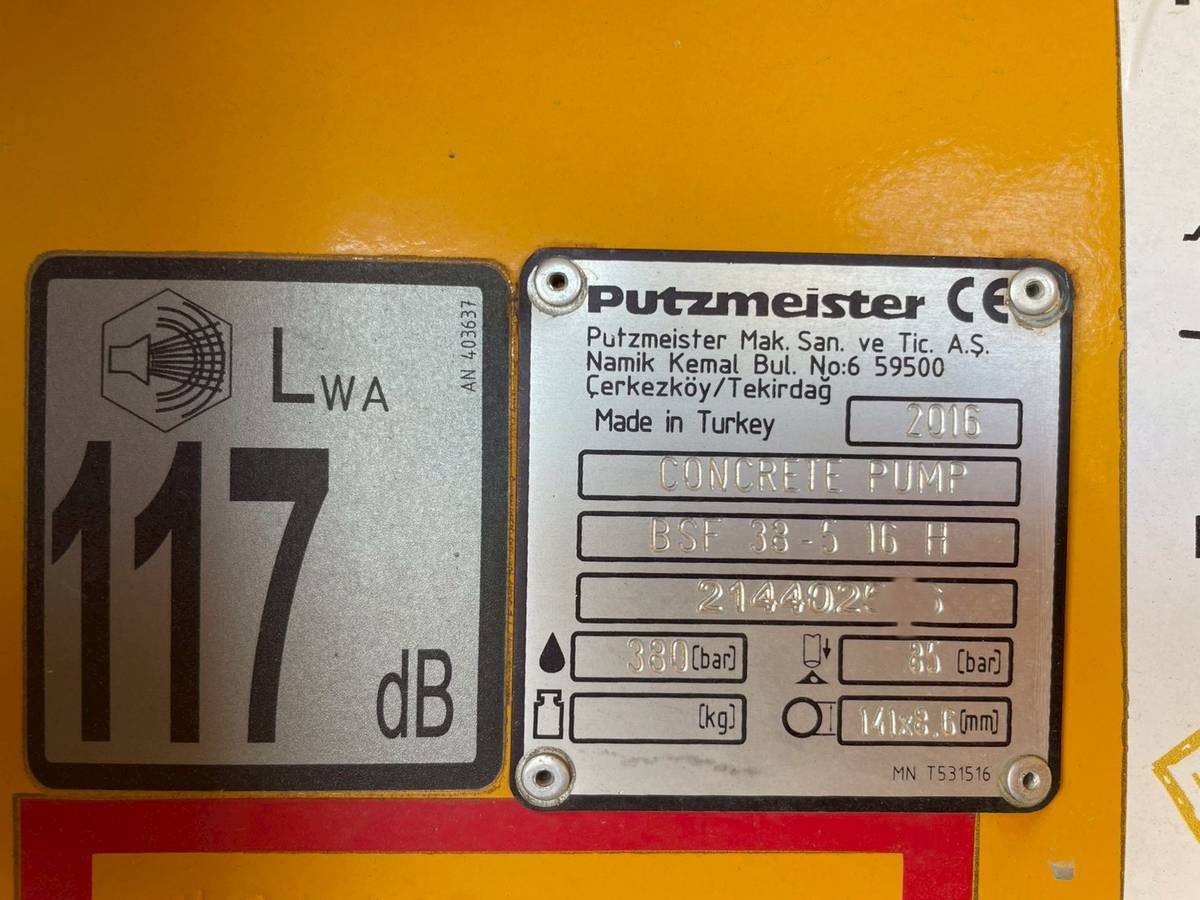 LWA
AN 403637
117
dB
Putzmeister CE
Putzmeister Mak. San. ve Tic. A.Ş.
Namik Kemal Bul. No:6 59500
Çerkezköy/Tekirdağ
Made in Turkey 2016
CONCRETE PUMP
BSF 38-5 16 H
380 (bar)
85 (bar)
(kg)
141x8.6 (mm)
MN T531516